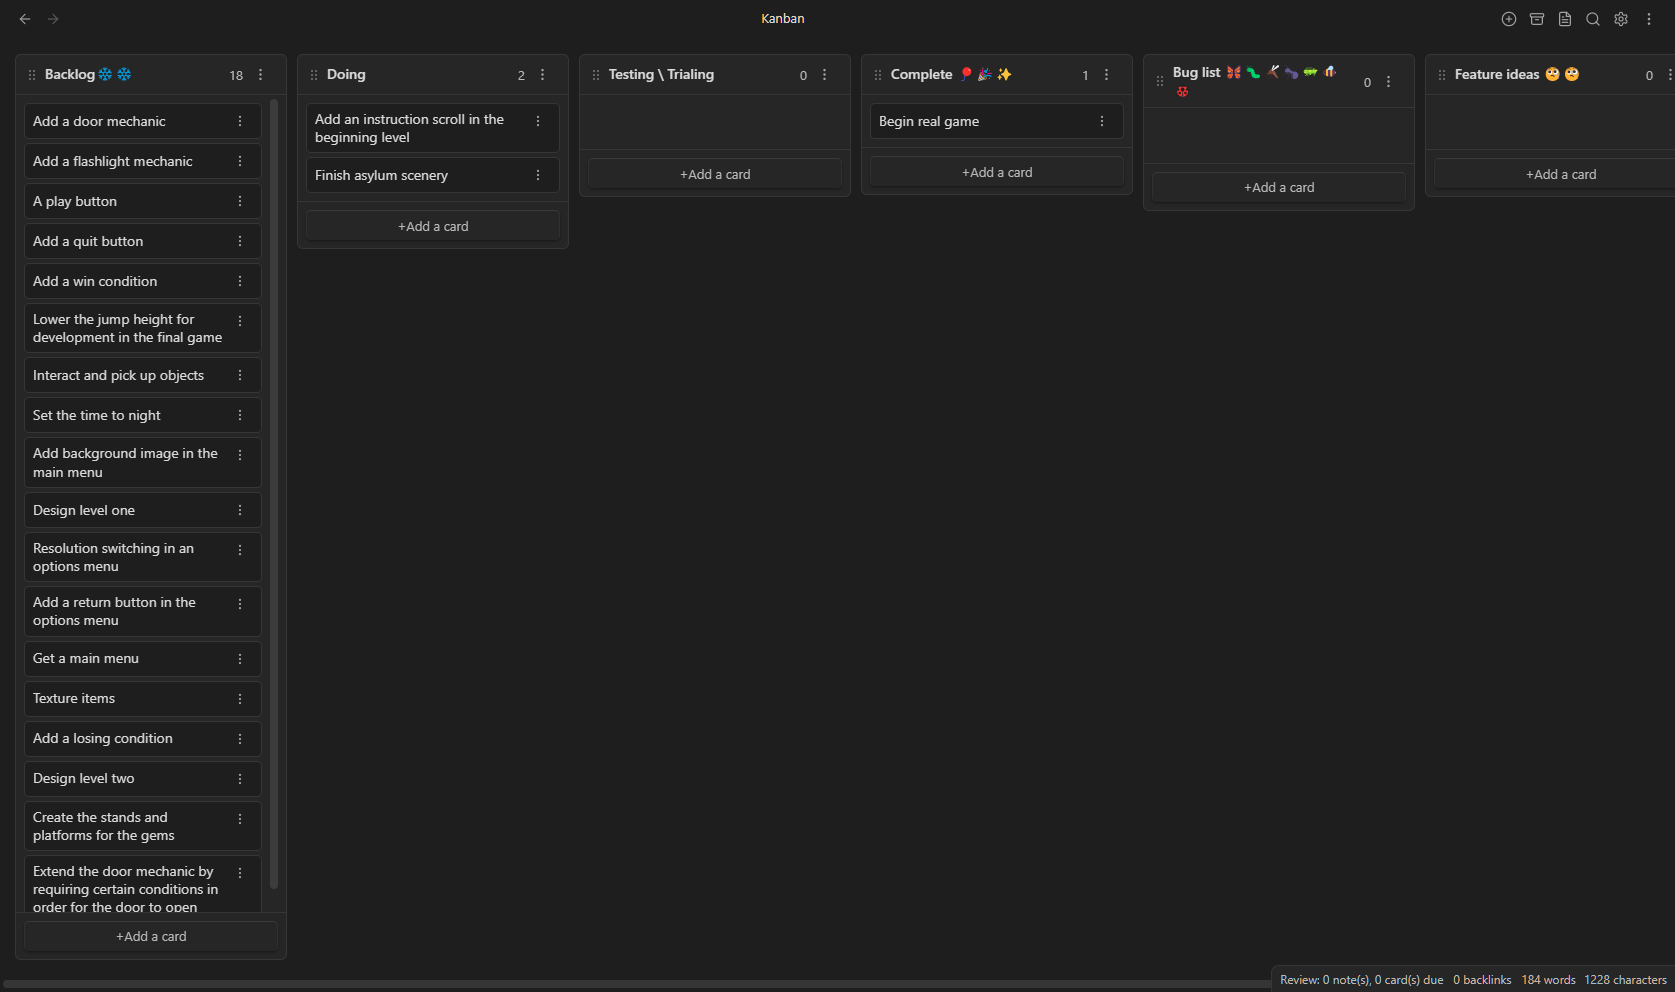 Kanban
Backlog❄️ ❄️ 18
Add a door mechanic
Add a flashlight mechanic
A play button
Add a quit button
Add a win condition
Lower the jump height for
development in the final game
Interact and pick up objects
Set the time to night
Add background image in the
main menu
Design level one
Resolution switching in an
options menu
Add a return button in the
options menu
Get a main menu
Texture items
Add a losing condition
Design level two
Create the stands and
platforms for the gems
Extend the door mechanic by
requiring certain conditions in
order for the door to open
+Add a card
Doing 2
Add an instruction scroll in the
beginning level
Finish asylum scenery
+Add a card
Testing \ Trialing 0
+Add a card
Complete 🎈 🎉 ✨ 1
Begin real game
+Add a card
Bug list 0
+Add a card
Feature ideas 0
+Add a card
Review: 0 note(s), 0 card(s) due 0 backlinks 184 words 1228 characters